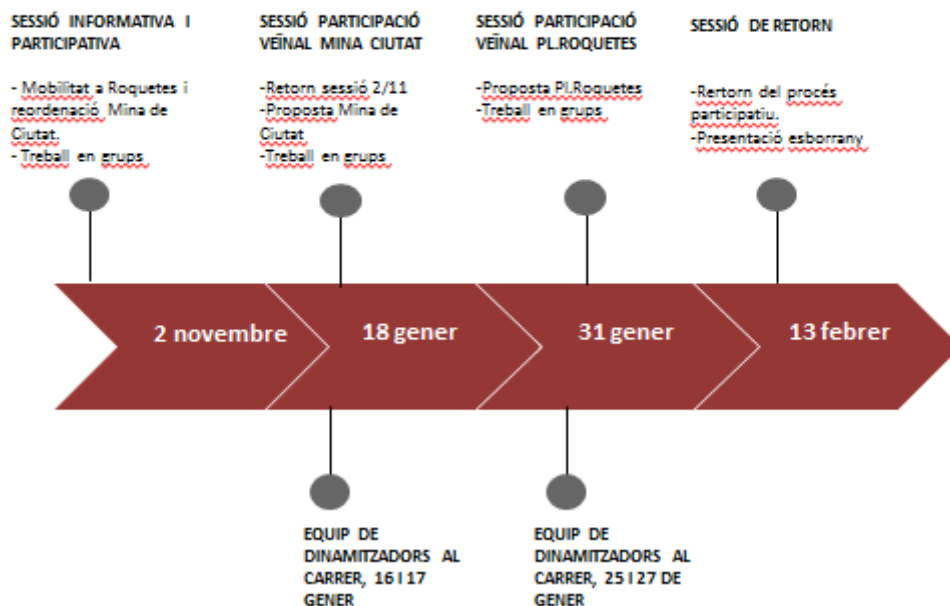 SESSIÓ INFORMATIVA I
PARTICIPATIVA
- Mobilitat a Roquetes i
reordenació Mina de
Ciutat.
- Treball en grups
SESSIÓ PARTICIPACIÓ
VEÏNAL MINA CIUTAT
-Retorn sessió 2/11
-Proposta Mina de
Ciutat
-Treball en grups
SESSIÓ PARTICIPACIÓ
VEÏNAL PL.ROQUETES
-Proposta Pl.Roquetes
-Treball en grups
SESSIÓ DE RETORN
-Rertorn del procés
participatiu.
-Presentació esborrany
2 novembre
18 gener
31 gener
13 febrer
EQUIP DE
DINAMITZADORS AL
CARRER, 16 I 17
GENER
EQUIP DE
DINAMITZADORS AL
CARRER, 25 I 27 DE
GENER